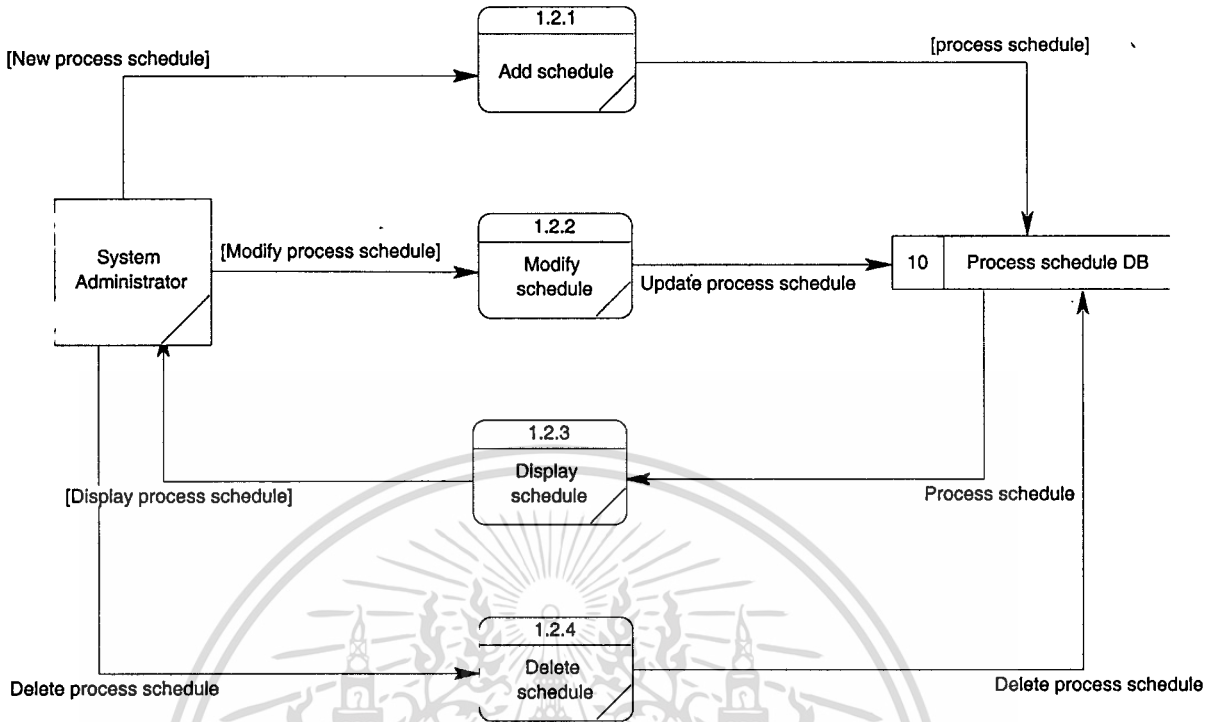 1.2.1
[New process schedule]
Add schedule
[process schedule]
1.2.2
System
Administrator
[Modify process schedule]
Modify
schedule
Update process schedule
10
Process schedule DB
1.2.3
Display
schedule
[Display process schedule]
Process schedule
1.2.4
Delete
schedule
Delete process schedule
Delete process schedule